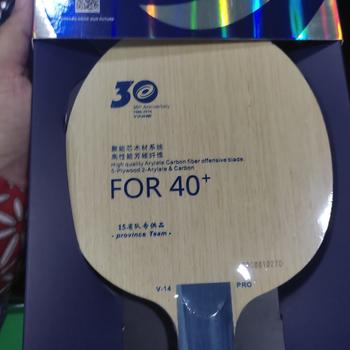 30
30th Anniversary
聚能芯木材系统
高性能芳碳纤维
High quality Arylate Carbon fiber offensive blade
5-Plywood 2-Arylate & Carbon
FOR 40+
15省队专供品
- province Team -
V-14 PRO